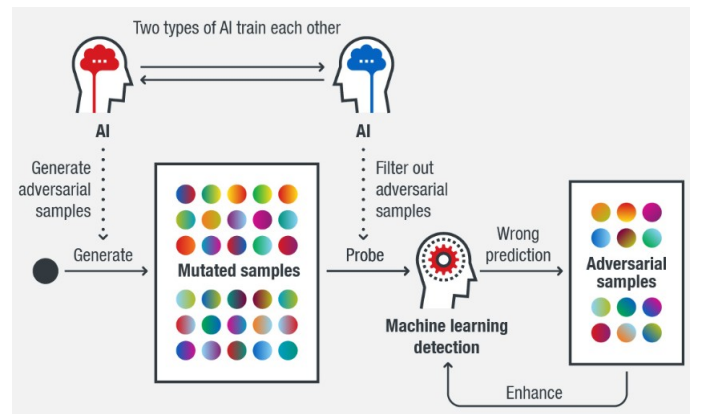 Two types of AI train each other
AI
AI
Generate
adversarial
samples
Filter out
adversarial
samples
Generate
Mutated samples
Probe
Wrong
prediction
Adversarial
samples
Machine learning
detection
Enhance